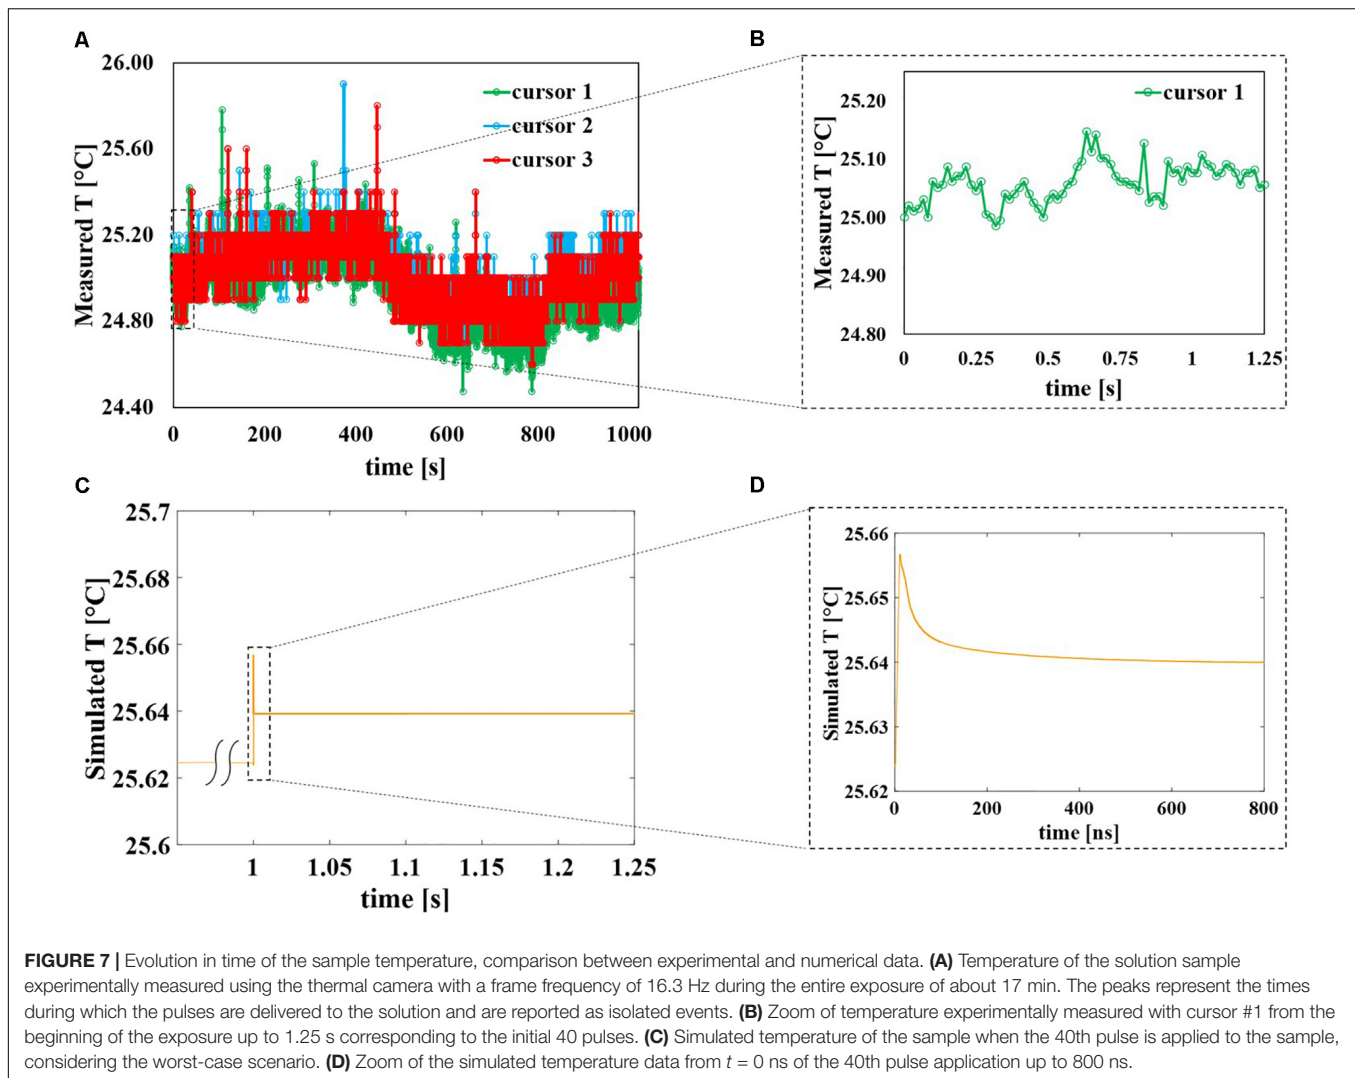 A
26.00
25.60
25.20
24.80
24.40
Measured T [°C]
cursor 1
cursor 2
cursor 3
0 200 400 600 800 1000
time [s]
B
25.20
25.10
25.00
24.90
24.80
Measured T [°C]
cursor 1
0 0.25 0.5 0.75 1 1.25
time [s]
C
25.7
25.68
25.66
25.64
25.62
25.6
Simulated T [°C]
1 1.05 1.1 1.15 1.2 1.25
time [s]
D
25.66
25.65
25.64
25.63
25.62
Simulated T [°C]
0 200 400 600 800
time [ns]
FIGURE 7 | Evolution in time of the sample temperature, comparison between experimental and numerical data. (A) Temperature of the solution sample
experimentally measured using the thermal camera with a frame frequency of 16.3 Hz during the entire exposure of about 17 min. The peaks represent the times
during which the pulses are delivered to the solution and are reported as isolated events. (B) Zoom of temperature experimentally measured with cursor #1 from the
beginning of the exposure up to 1.25 s corresponding to the initial 40 pulses. (C) Simulated temperature of the sample when the 40th pulse is applied to the sample,
considering the worst-case scenario. (D) Zoom of the simulated temperature data from t = 0 ns of the 40th pulse application up to 800 ns.